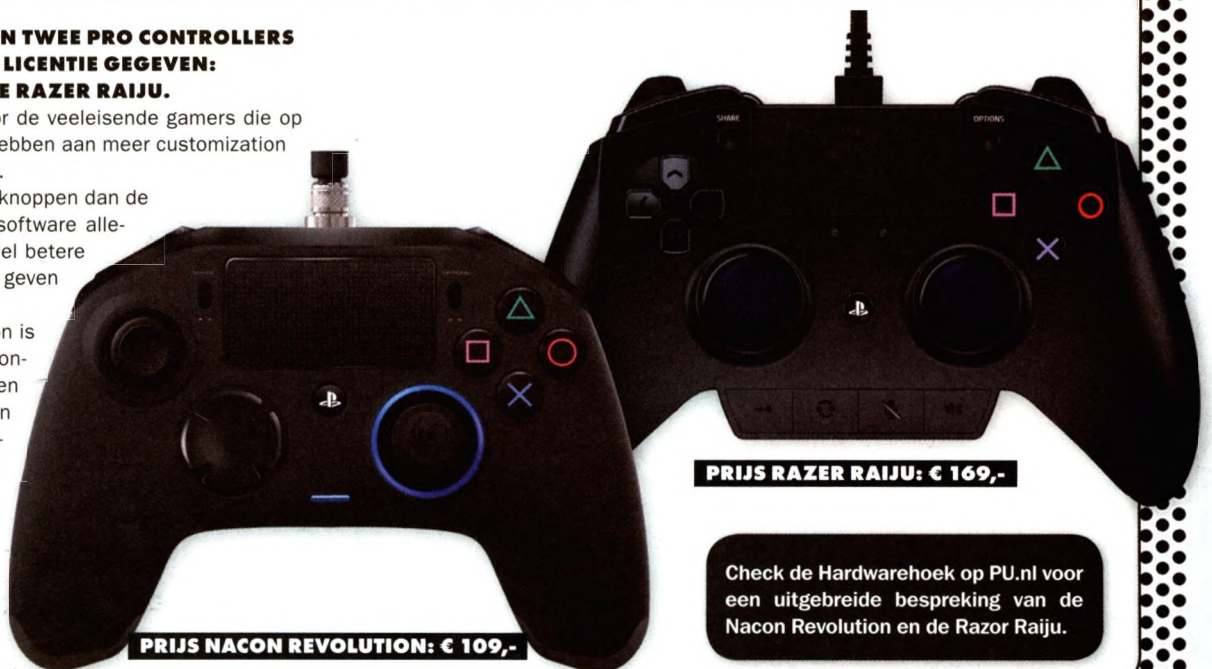 N TWEE PRO CONTROLLERS
LICENTIE GEGEVEN:
E RAZER RAIJU.
r de veeleisende gamers die op
ebben aan meer customization
.
knoppen dan de
software alle-
el betere
geven
n is
on-
en
n
-
SHARE
OPTIONS
PRIJS RAZER RAIJU: € 169,-
PRIJS NACON REVOLUTION: € 109,-
Check de Hardwarehoek op PU.nl voor
een uitgebreide bespreking van de
Nacon Revolution en de Razor Raiju.